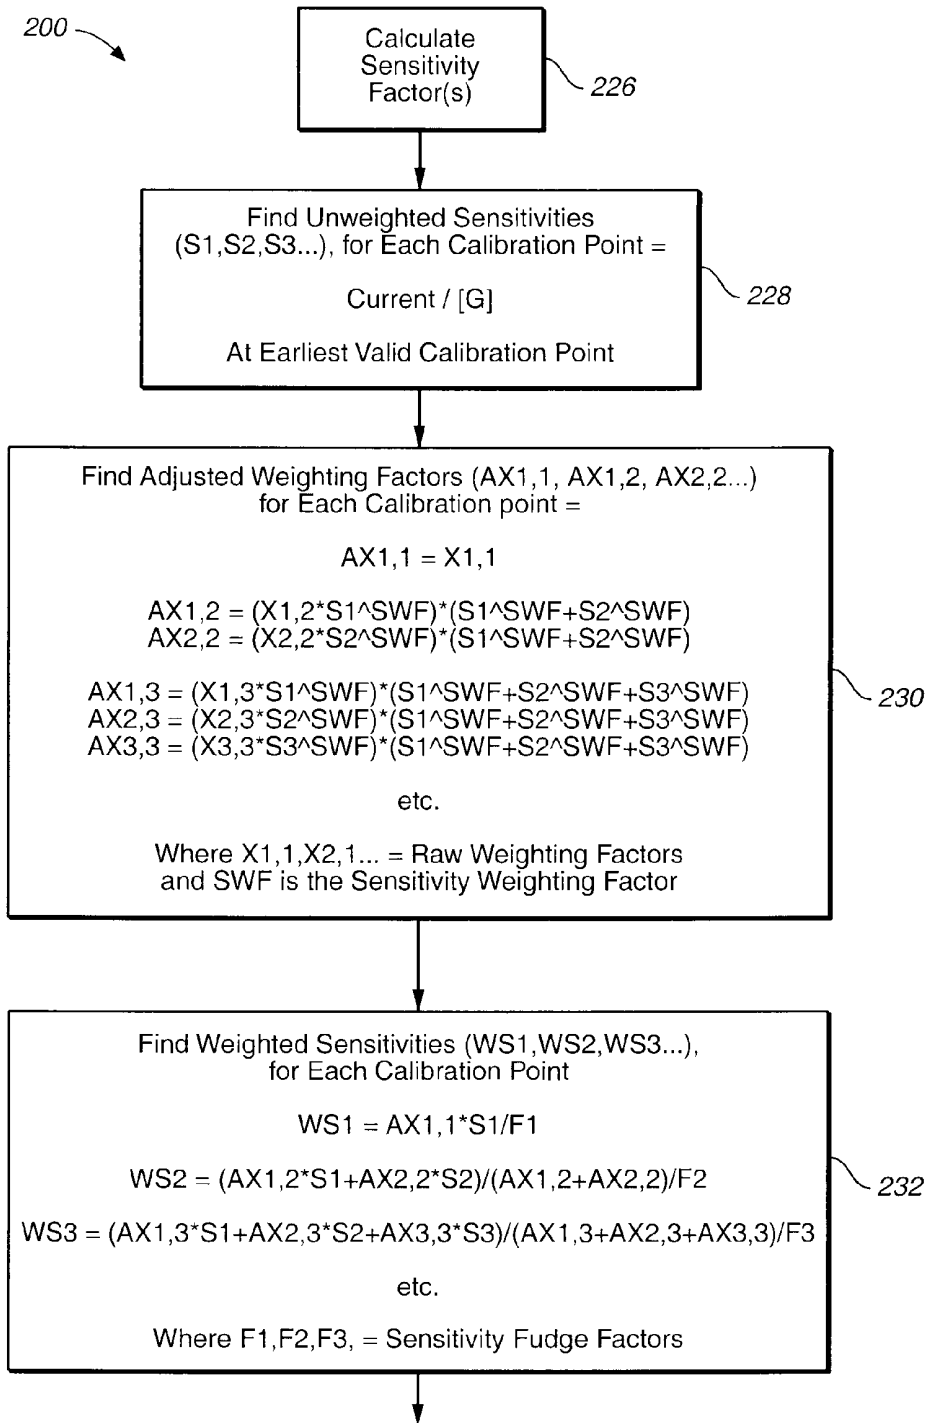 200
Calculate
Sensitivity
Factor(s)
226
Find Unweighted Sensitivities
(S1,S2,S3...), for Each Calibration Point =
Current / [G]
At Earliest Valid Calibration Point
228
Find Adjusted Weighting Factors (AX1,1, AX1,2, AX2,2...)
for Each Calibration point =
AX1,1 = X1,1
AX1,2 = (X1,2*S1^SWF)*(S1^SWF+S2^SWF)
AX2,2 = (X2,2*S2^SWF)*(S1^SWF+S2^SWF)
AX1,3 = (X1,3*S1^SWF)*(S1^SWF+S2^SWF+S3^SWF)
AX2,3 = (X2,3*S2^SWF)*(S1^SWF+S2^SWF+S3^SWF)
AX3,3 = (X3,3*S3^SWF)*(S1^SWF+S2^SWF+S3^SWF)
etc.
Where X1,1,X2,1... = Raw Weighting Factors
and SWF is the Sensitivity Weighting Factor
230
Find Weighted Sensitivities (WS1,WS2,WS3...),
for Each Calibration Point
WS1 = AX1,1*S1/F1
WS2 = (AX1,2*S1+AX2,2*S2)/(AX1,2+AX2,2)/F2
WS3 = (AX1,3*S1+AX2,3*S2+AX3,3*S3)/(AX1,3+AX2,3+AX3,3)/F3
etc.
Where F1,F2,F3, = Sensitivity Fudge Factors
232